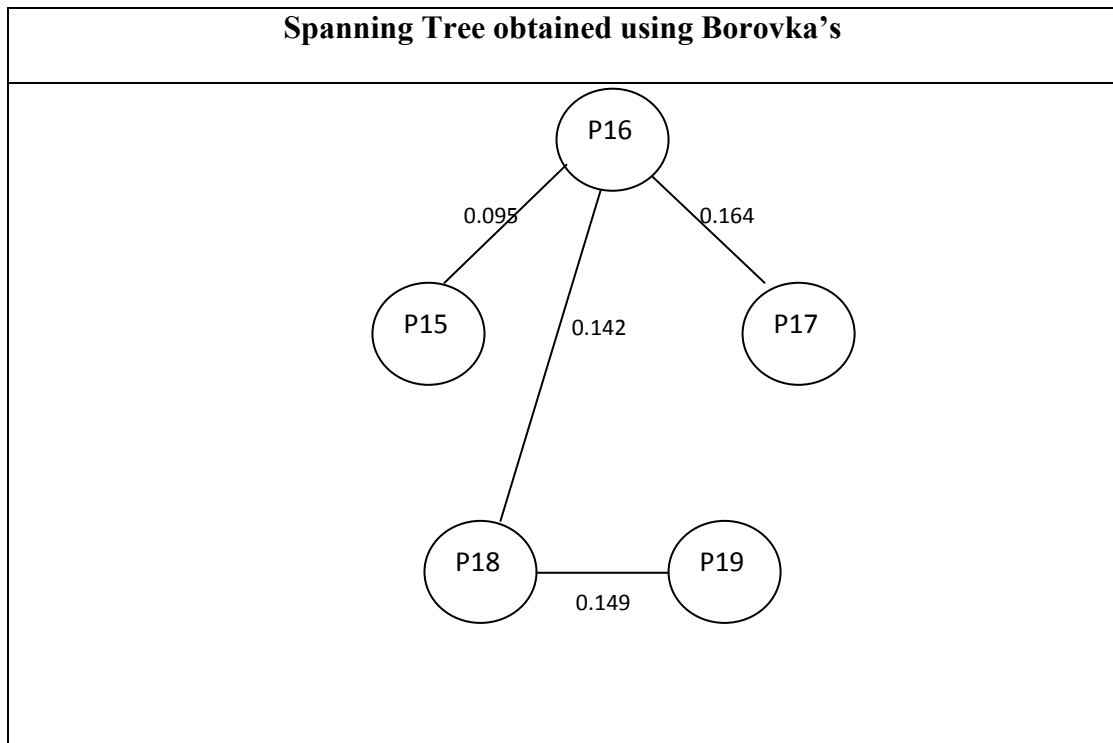 Spanning Tree obtained using Borovka’s
P16
0.095
0.164
P15
0.142
P17
P18
P19
0.149